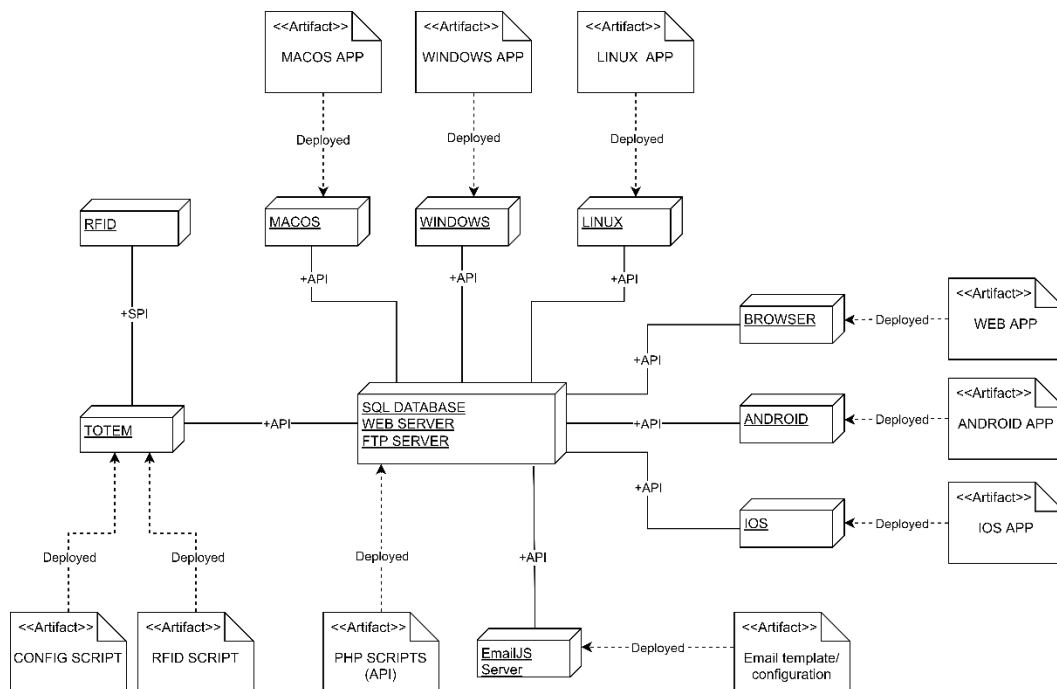 <<Artifact>>
MACOS APP
<<Artifact>>
WINDOWS APP
<<Artifact>>
LINUX APP
Deployed
Deployed
Deployed
RFID
MACOS
WINDOWS
LINUX
+API
+API
+API
+SPI
BROWSER
Deployed
<<Artifact>>
WEB APP
+API
SQL DATABASE
WEB SERVER
FTP SERVER
TOTEM
+API
+API
ANDROID
Deployed
<<Artifact>>
ANDROID APP
+API
IOS
Deployed
<<Artifact>>
IOS APP
Deployed
Deployed
Deployed
+API
<<Artifact>>
CONFIG SCRIPT
<<Artifact>>
RFID SCRIPT
<<Artifact>>
PHP SCRIPTS
(API)
EmailJS
Server
Deployed
<<Artifact>>
Email template/
configuration